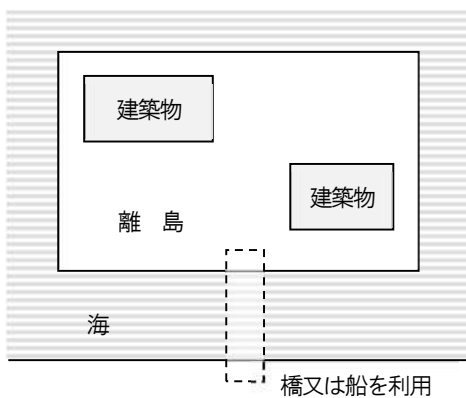 建築物
建築物
離　島
海
橋又は船を利用